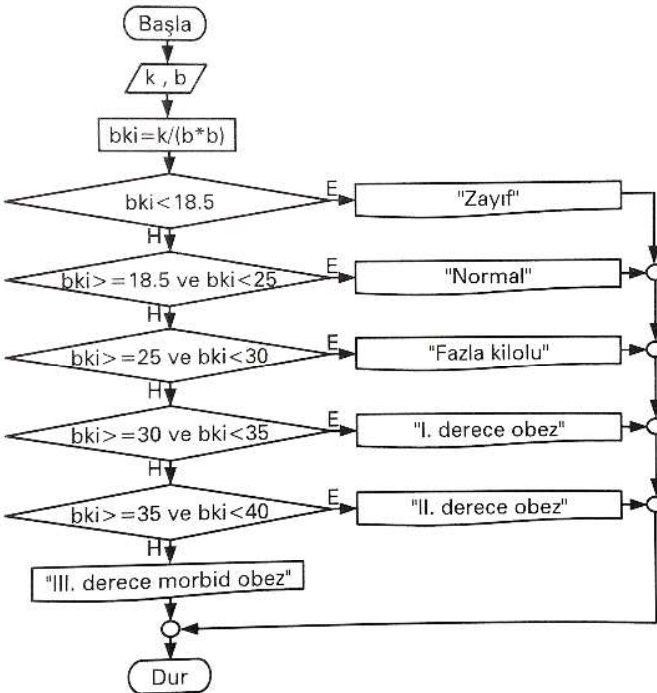 Başla
k , b
bki=k/(b*b)
bki<18.5
E
"Zayıf"
H
bki>=18.5 ve bki<25
E
"Normal"
H
bki>=25 ve bki<30
E
"Fazla kilolu"
H
bki>=30 ve bki<35
E
"I. derece obez"
H
bki>=35 ve bki<40
E
"II. derece obez"
H
"III. derece morbid obez"
Dur